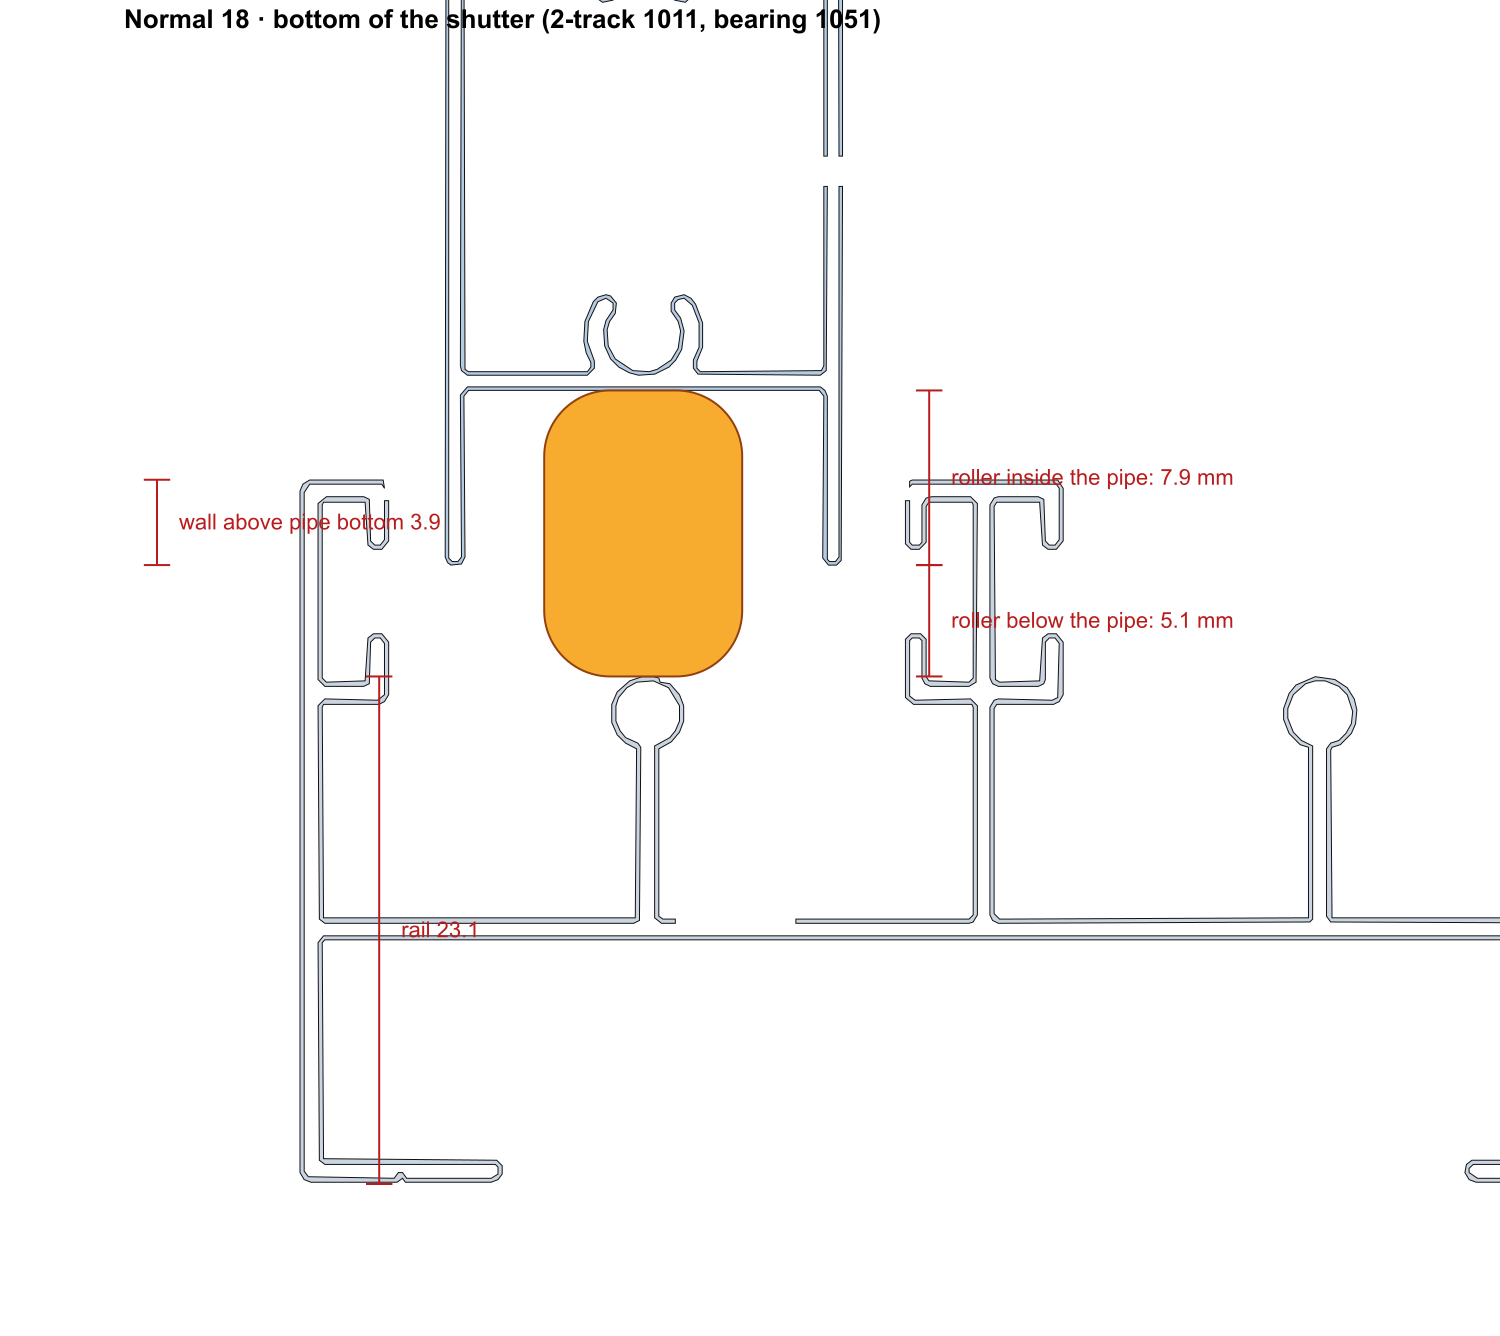 Normal 18 · bottom of the shutter (2-track 1011, bearing 1051)
roller inside the pipe: 7.9 mm
wall above pipe bottom 3.9
roller below the pipe: 5.1 mm
rail 23.1